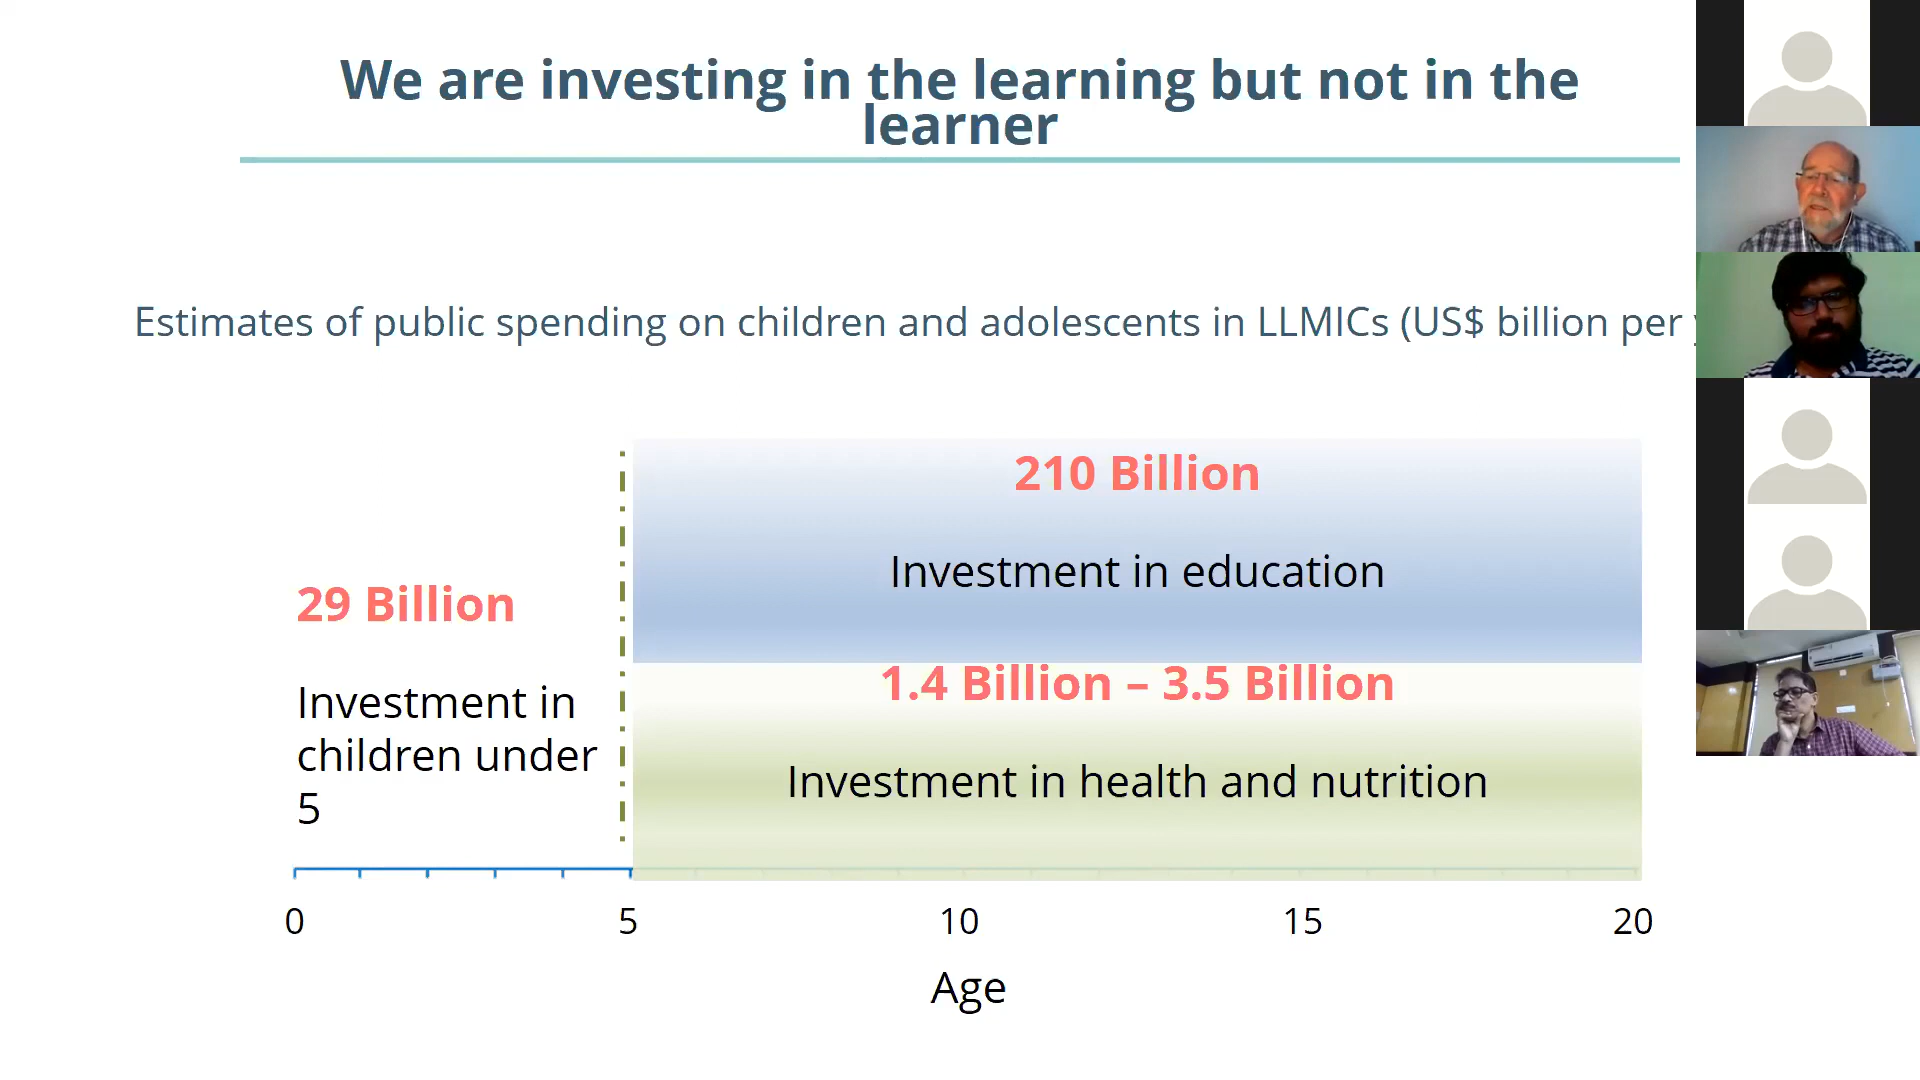 We are investing in the learning but not in the
learner
Estimates of public spending on children and adolescents in LLMICs (US$ billion per
210 Billion
Investment in education
29 Billion
Investment in
children under
5
1.4 Billion – 3.5 Billion
Investment in health and nutrition
0 5 10 15 20
Age